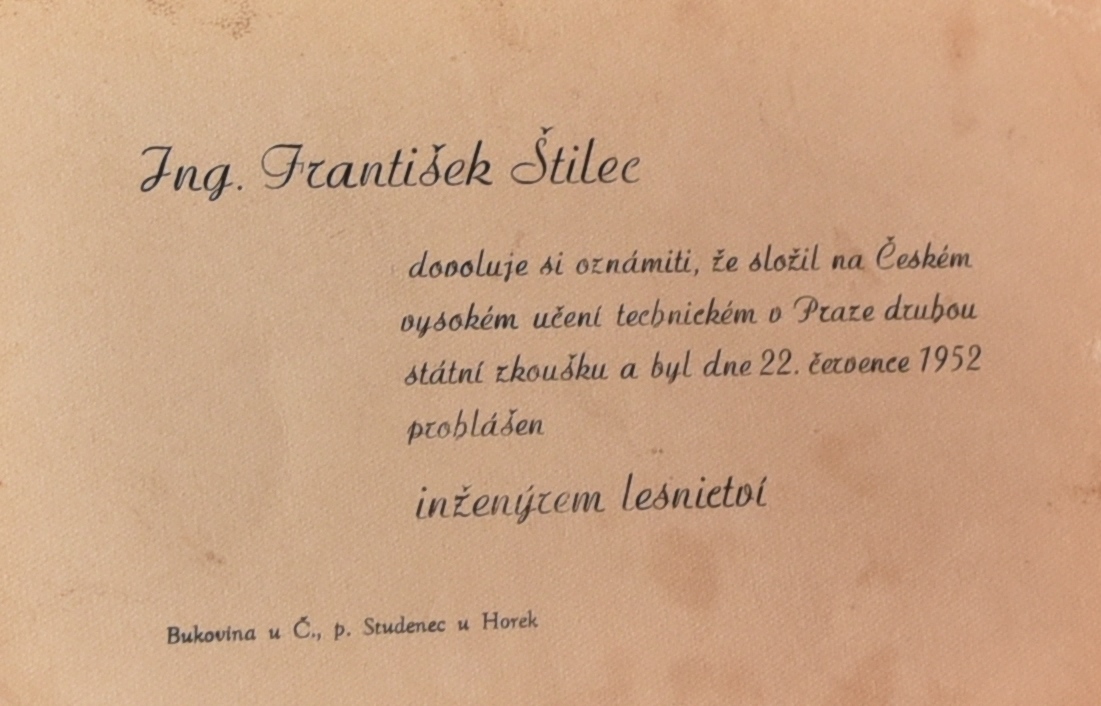 Ing. František Štilec
dovoluje si oznámiti, že složil na Českém
vysokém učení technickém v Praze druhou
státní zkoušku a byl dne 22. července 1952
prohlášen
inženýrem lesnictví
Bukovina u Č., p. Studenec u Horek